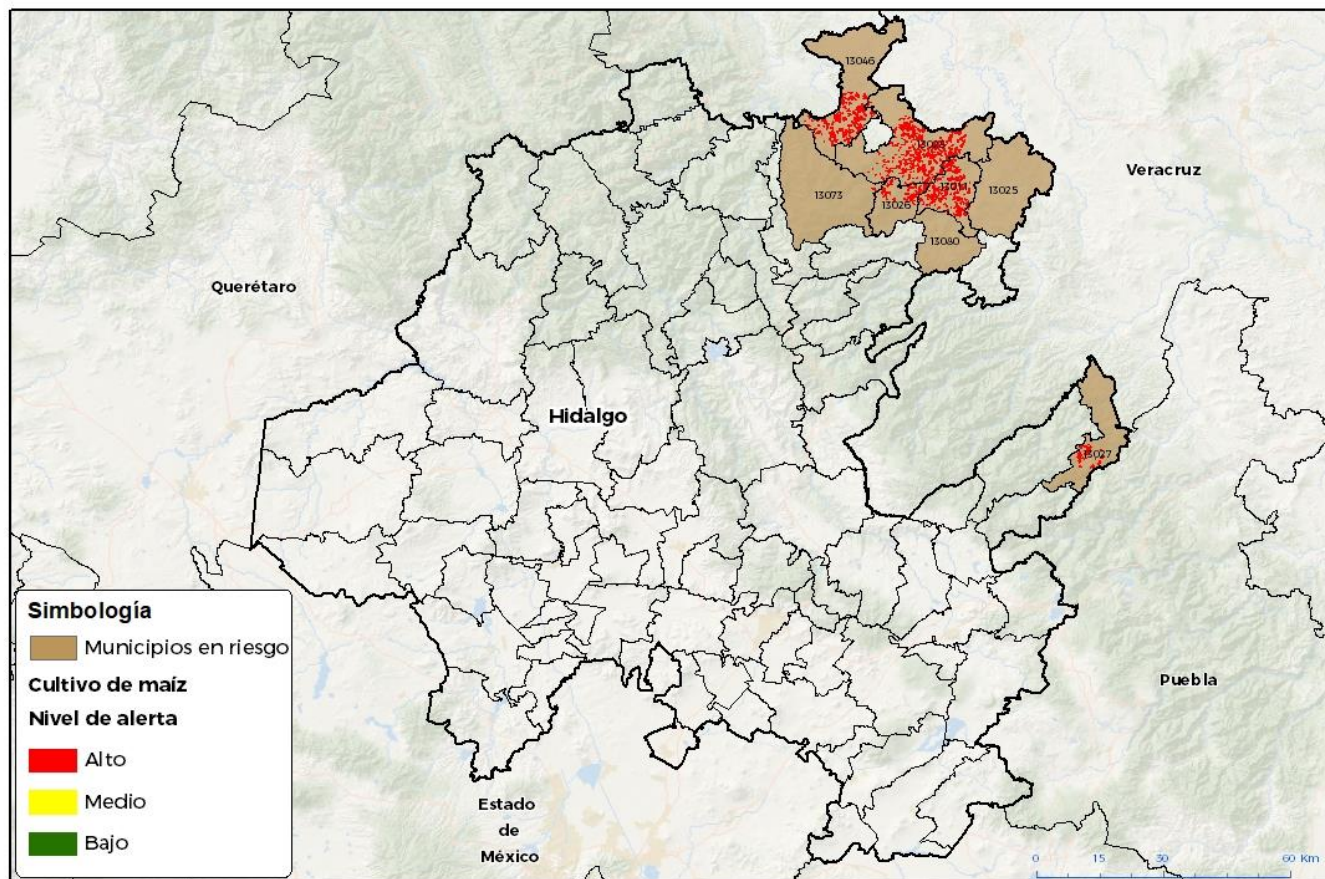 13046
Veracruz
13073
13026
13011
13025
13080
Querétaro
Hidalgo
13027
Simbología
Municipios en riesgo
Cultivo de maíz
Nivel de alerta
Alto
Medio
Bajo
Puebla
Estado
de
México
0 15 30 60 Km